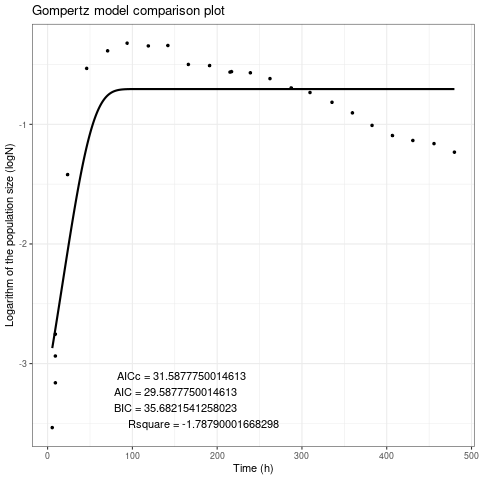 Gompertz model comparison plot
Logarithm of the population size (logN)
-1
-2
-3
AICc = 31.5877750014613
AIC = 29.5877750014613
BIC = 35.6821541258023
Rsquare = -1.78790001668298
0 100 200 300 400 500
Time (h)